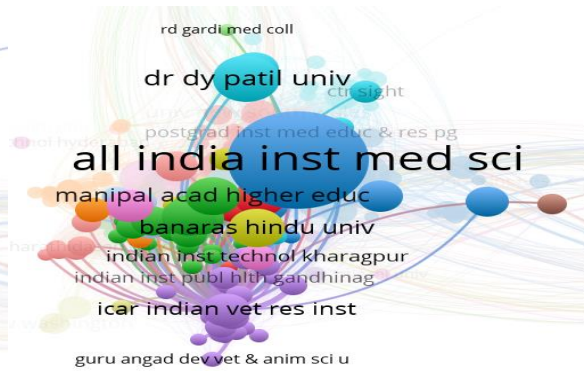 rd gardi med coll
dr dy patil univ
ctr sight
postgrad inst med educ & res pg
all india inst med sci
manipal acad higher educ
banaras hindu univ
indian inst technol kharagpur
indian inst publ hlth gandhinag
icar indian vet res inst
guru angad dev vet & anim sci u